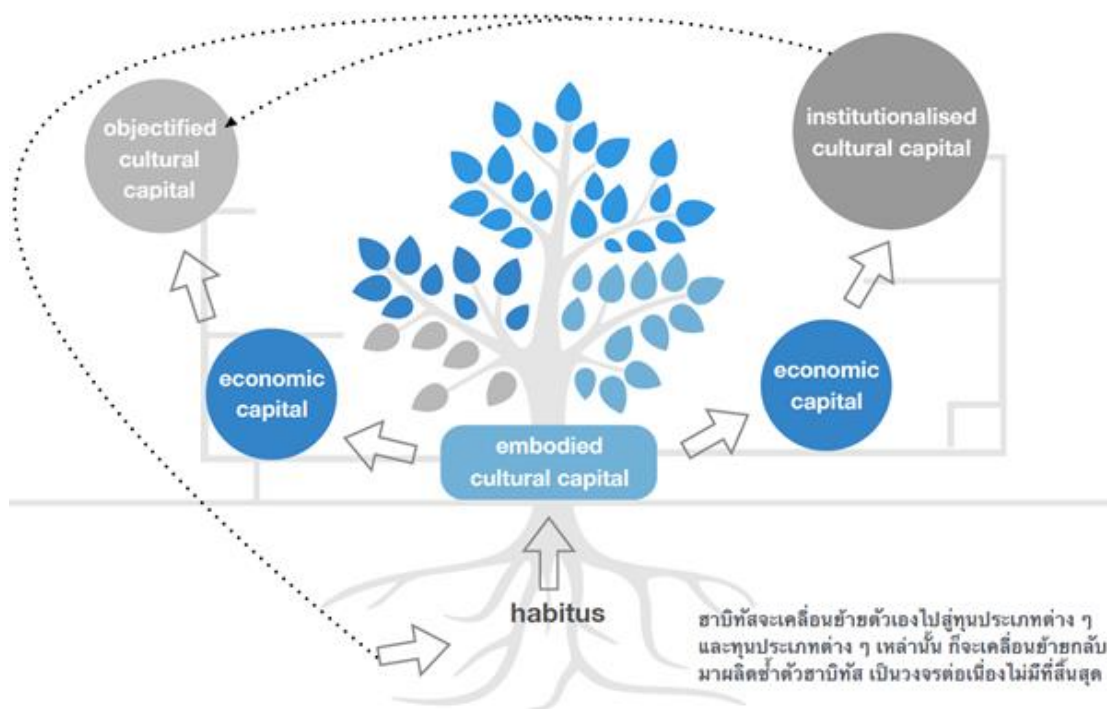 objectified
cultural
capital
institutionalised
cultural capital
economic
capital
economic
capital
embodied
cultural capital
habitus
ฮาบิทัสจะเคลื่อนย้ายตัวเองไปสู่ทุนประเภทต่าง ๆ
และทุนประเภทต่าง ๆ เหล่านั้น ก็จะเคลื่อนย้ายกลับ
มาผลิตซ้ำตัวฮาบิทัส เป็นวงจรต่อเนื่องไม่มีที่สิ้นสุด